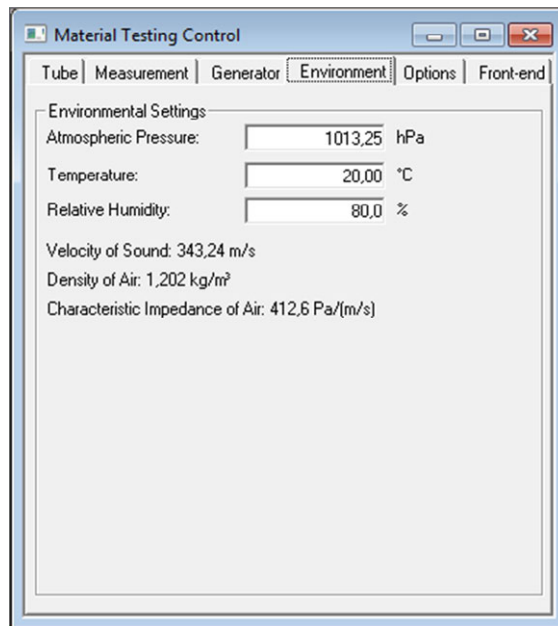 Material Testing Control
Tube Measurement Generator Environment Options Front-end
Environmental Settings
Atmospheric Pressure: 1013,25 hPa
Temperature: 20,00 °C
Relative Humidity: 80,0 %
Velocity of Sound: 343,24 m/s
Density of Air: 1,202 kg/m³
Characteristic Impedance of Air: 412,6 Pa/(m/s)